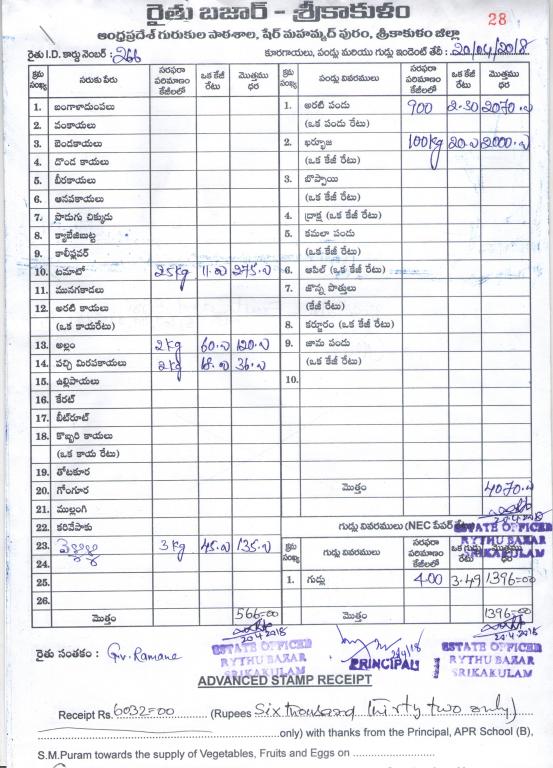 రైతు బజార్ - శ్రీకాకుళం
28
ఆంధ్రప్రదేశ్ గురుకుల పాఠశాల, షేర్ మహమ్మద్ పురం, శ్రీకాకుళం జిల్లా
రైతు I.D. కార్డు నెంబర్ : 266 కూరగాయలు, పండ్లు మరియు గుడ్లు ఇండెంట్ తేది : 20/04/2018
క్రమ సంఖ్య సరుకు పేరు సరఫరా పరిమాణం కేజీలలో ఒక కేజీ రేటు మొత్తము ధర క్రమ సంఖ్య పండ్లు వివరములు సరఫరా పరిమాణం కేజీలలో ఒక కేజీ రేటు మొత్తము ధర
1. బంగాళాదుంపలు 1. అరటి పండు 900 2.30 2070.00
2. వంకాయలు (ఒక పండు రేటు)
3. బెండకాయలు 2. ఖర్బూజ 100kg 20.00 2000.00
4. దొండ కాయలు (ఒక కేజీ రేటు)
5. బీరకాయలు 3. బొప్పాయి
6. ఆనపకాయలు (ఒక కేజీ రేటు)
7. పొడుగు చిక్కుడు 4. ద్రాక్ష (ఒక కేజీ రేటు)
8. క్యాబేజిబుట్ట 5. కమలా పండు
9. కాలీఫ్లవర్ (ఒక కేజీ రేటు)
10. టమాటో 25kg 11.00 275.00 6. ఆపిల్ (ఒక కేజీ రేటు)
11. మునగకాడలు 7. జొన్న పొత్తులు
12. అరటి కాయలు (కేజీ రేటు)
(ఒక కాయరేటు) 8. కర్జూరం (ఒక కేజీ రేటు)
13. అల్లం 2kg 60.00 120.00 9. జామ పండు
14. పచ్చి మిరపకాయలు 2kg 18.00 36.00 (ఒక కేజీ రేటు)
15. ఉల్లిపాయలు 10.
16. కేరట్
17. బీట్‌రూట్
18. కొబ్బరి కాయలు
(ఒక కాయ రేటు)
19. తోటకూర
20. గోంగూర మొత్తం 4070.00
21. ముల్లంగి 20.4.2018
22. కరివేపాకు గుడ్లు వివరములు (NEC పేపర్ రేటు)
ESTATE OFFICER
RYTHU BAZAR
SRIKAKULAM
23. 3kg 45.00 135.00 క్రమ సంఖ్య గుడ్లు వివరములు సరఫరా పరిమాణం కేజీలలో ఒక గుడ్డు రేటు మొత్తము ధర
24.
25. 1. గుడ్లు 400 3.49 1396=00
26.
మొత్తం 566=00 మొత్తం 1396=00
20.4.2018 20.4.2018
రైతు సంతకం : Gv. Ramana
ESTATE OFFICER
RYTHU BAZAR
SRIKAKULAM
PRINCIPAL
ESTATE OFFICER
RYTHU BAZAR
SRIKAKULAM
ADVANCED STAMP RECEIPT
Receipt Rs. 6032=00 (Rupees Six thousand thirty two only)
only) with thanks from the Principal, APR School (B),
S.M.Puram towards the supply of Vegetables, Fruits and Eggs on